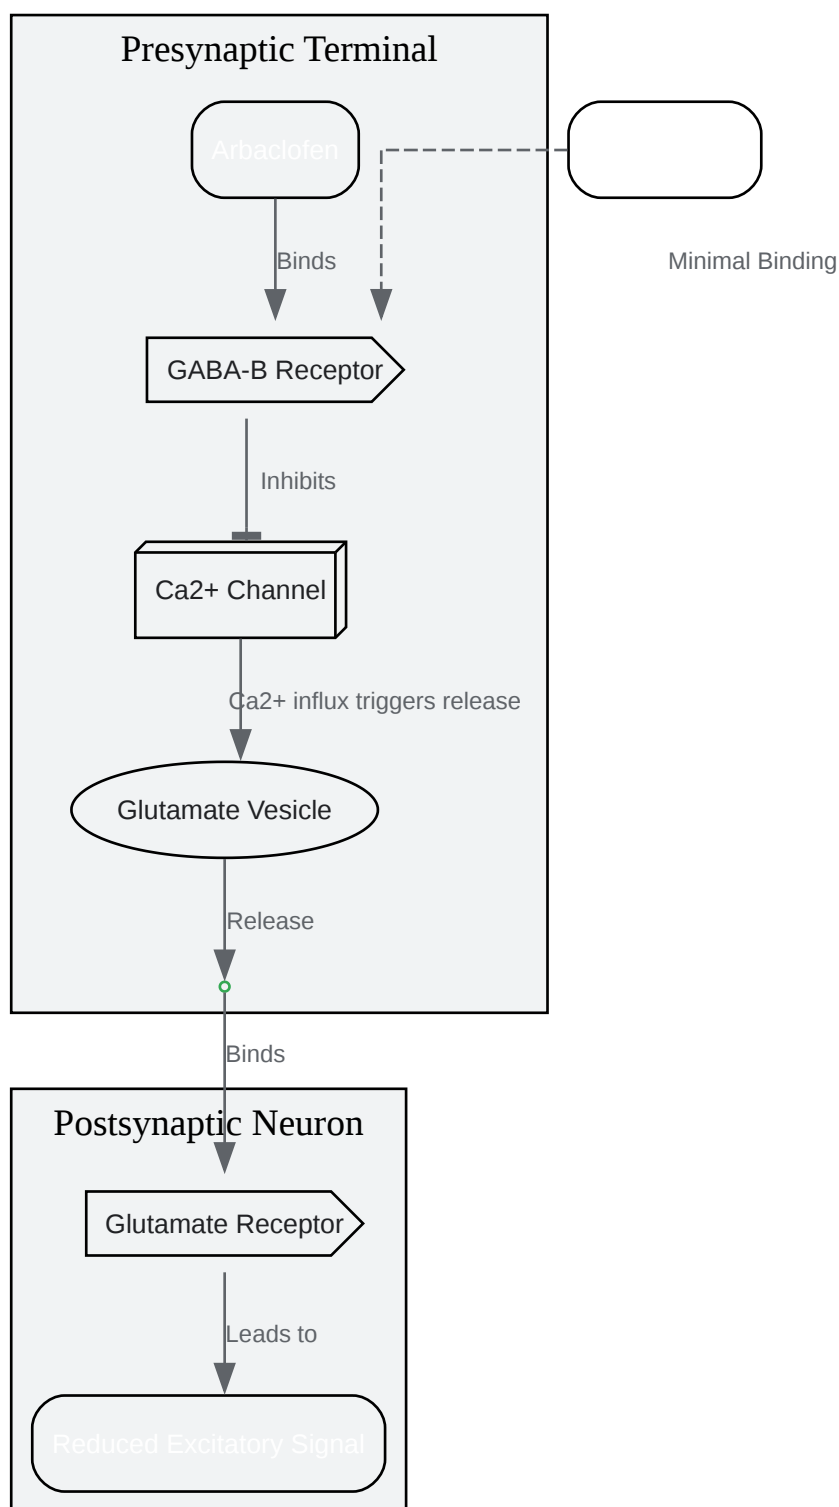 Presynaptic Terminal
Arbaclofen
Binds
Minimal Binding
GABA-B Receptor
Inhibits
Ca2+ Channel
Ca2+ influx triggers release
Glutamate Vesicle
Release
Binds
Postsynaptic Neuron
Glutamate Receptor
Leads to
Reduced Excitatory Signal